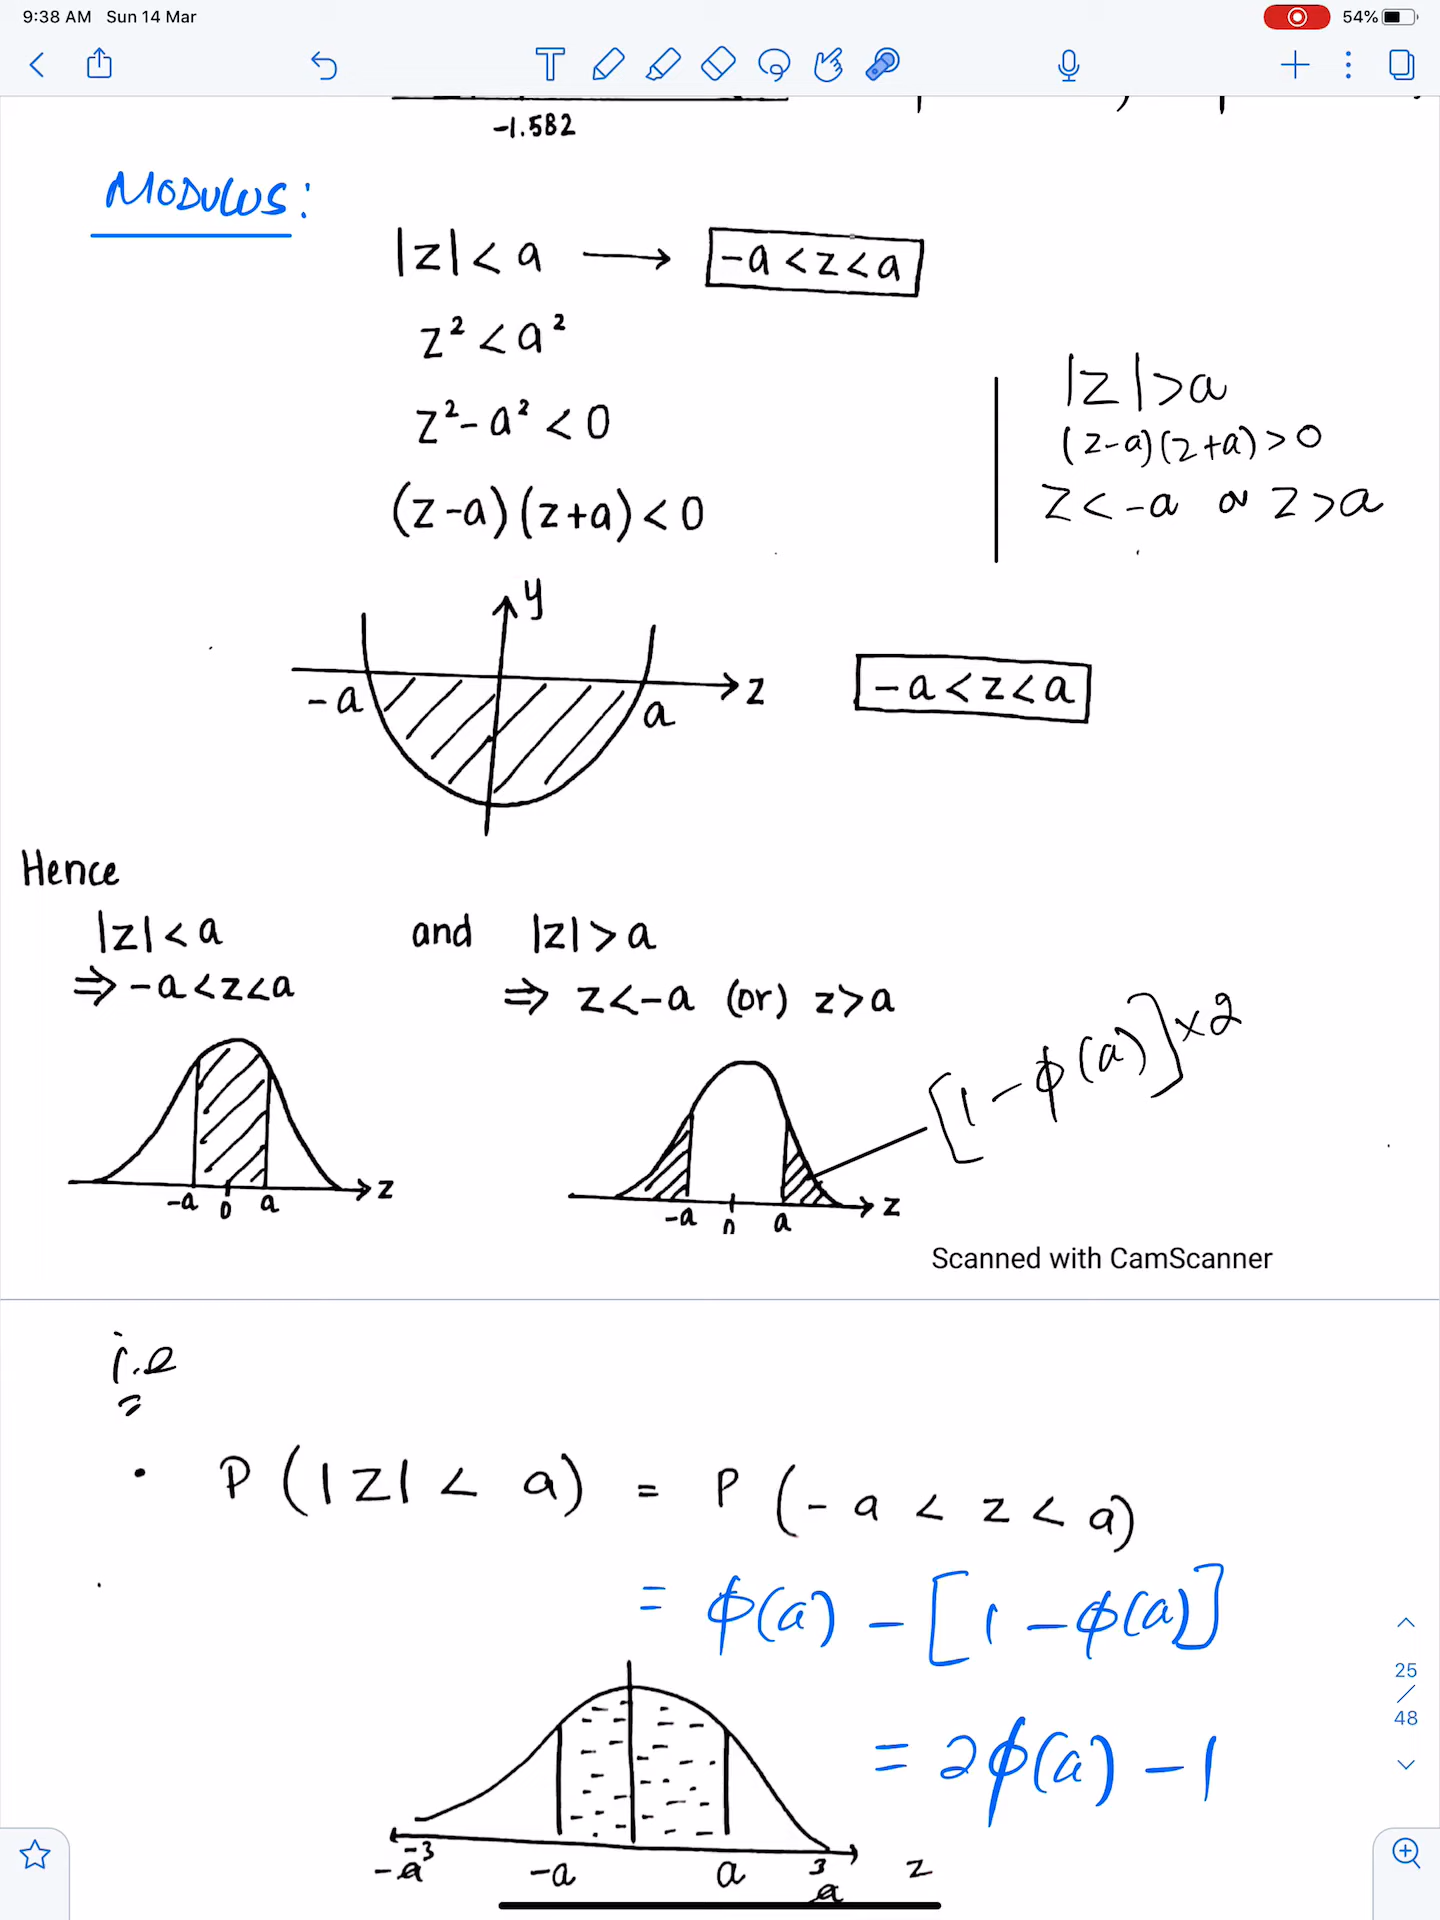 9:38 AM Sun 14 Mar
54%
-1.582
MODULUS:
|z| < a → -a < z < a
z² < a²
z² - a² < 0
(z-a)(z+a) < 0
|z| > a
(z-a)(z+a) > 0
z < -a or z > a
y
-a a z
-a < z < a
Hence
|z| < a and |z| > a
⇒ -a < z < a ⇒ z < -a (or) z > a
[1 - φ(a)] × 2
-a 0 a z
-a 0 a z
Scanned with CamScanner
i.e
=
• P(|z| < a) = P(-a < z < a)
= φ(a) - [1 - φ(a)]
= 2φ(a) - 1
25
/
48
-3 3
-a -a a a z